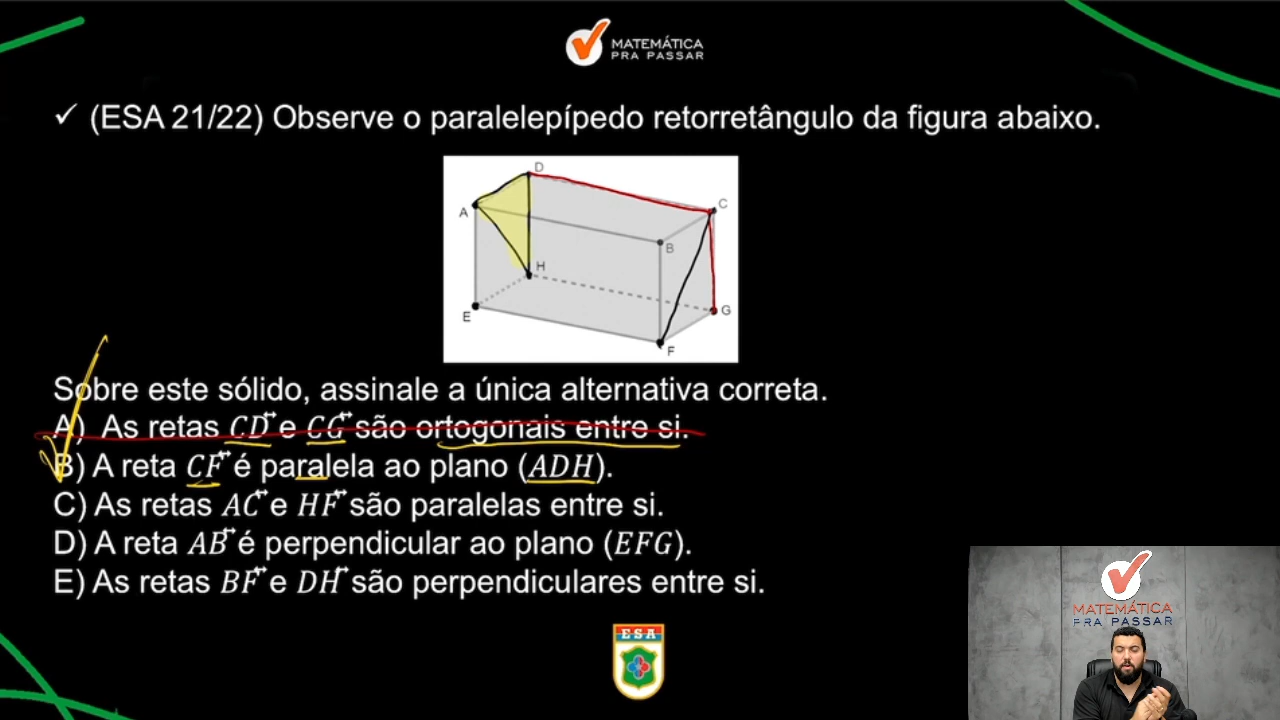 MATEMÁTICA
PRA PASSAR
✓ (ESA 21/22) Observe o paralelepípedo retorretângulo da figura abaixo.
D
A
C
B
H
E
G
F
Sobre este sólido, assinale a única alternativa correta.
A) As retas CD↔ e CG↔ são ortogonais entre si.
B) A reta CF↔ é paralela ao plano (ADH).
C) As retas AC↔ e HF↔ são paralelas entre si.
D) A reta AB↔ é perpendicular ao plano (EFG).
E) As retas BF↔ e DH↔ são perpendiculares entre si.
MATEMÁTICA
PRA PASSAR
ESA